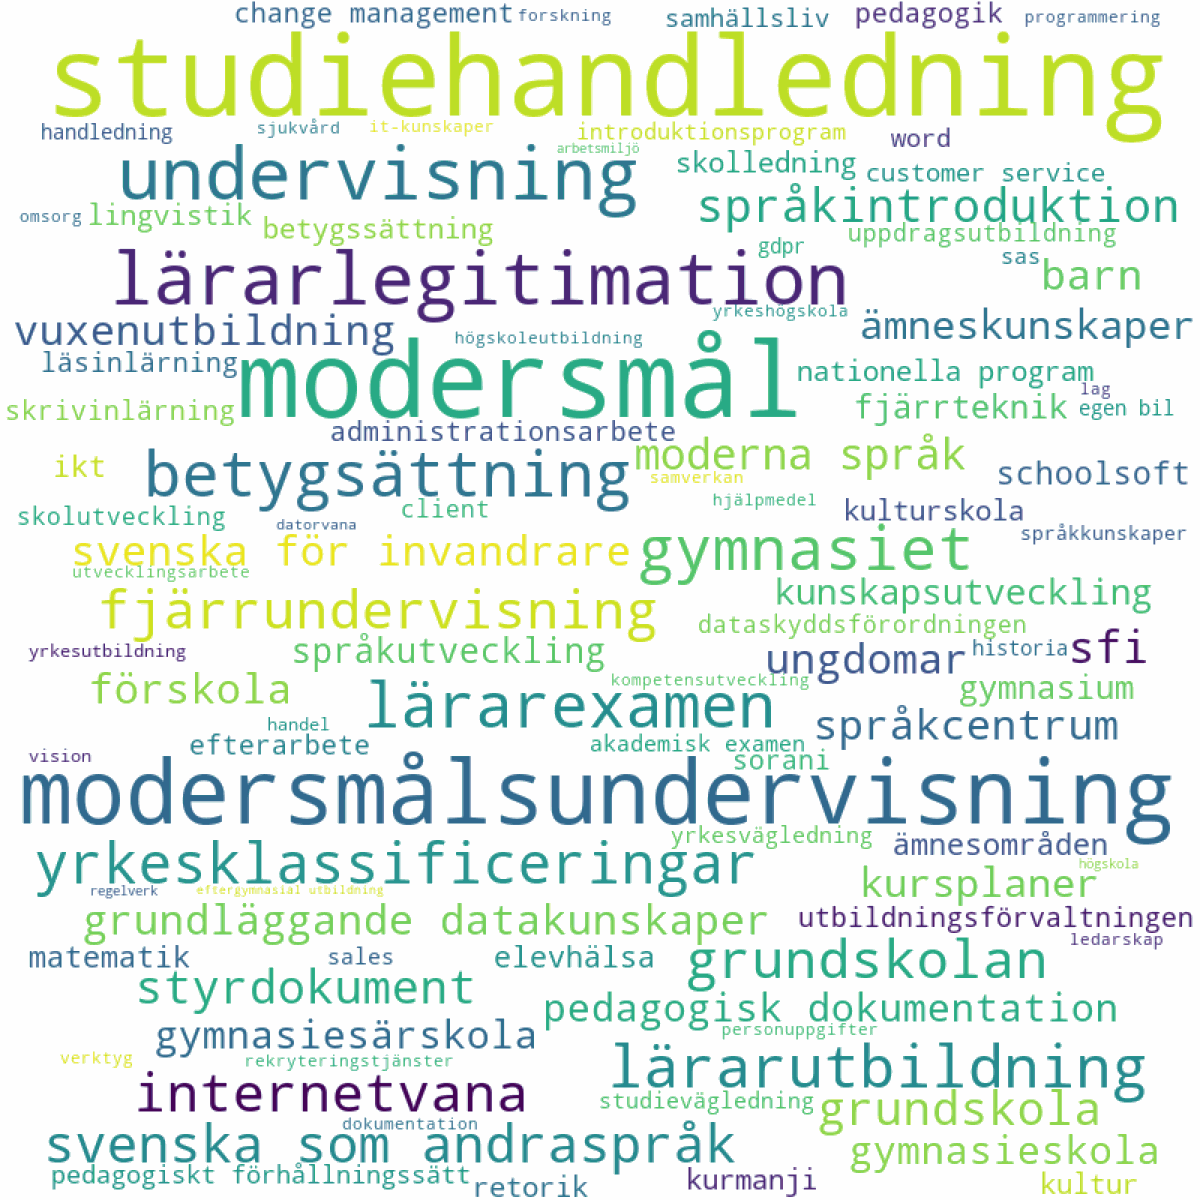 change management forskning samhällsliv pedagogik programmering
studiehandledning
handledning sjukvård it-kunskaper introduktionsprogram word
arbetsmiljö
undervisning skolledning customer service
språkintroduktion
omsorg lingvistik betygssättning uppdragsutbildning
gdpr sas
lärarlegitimation barn
yrkeshögskola
vuxenutbildning högskoleutbildning ämneskunskaper
läsinlärning modersmål nationella program
lag
skrivinlärning fjärrteknik egen bil
administrationsarbete
ikt betygsättning moderna språk schoolsoft
samverkan
skolutveckling client hjälpmedel kulturskola
datorvana språkkunskaper
svenska för invandrare gymnasiet
utvecklingsarbete
kunskapsutveckling
fjärrundervisning dataskyddsförordningen
yrkesutbildning språkutveckling ungdomar historia sfi
kompetensutveckling
förskola lärarexamen gymnasium
handel språkcentrum
efterarbete akademisk examen
vision sorani
modersmålsundervisning
yrkesvägledning ämnesområden
yrkesklassificeringar högskola
regelverk eftergymnasial utbildning kursplaner
grundläggande datakunskaper utbildningsförvaltningen
ledarskap
matematik sales elevhälsa grundskolan
styrdokument
pedagogisk dokumentation
gymnasiesärskola personuppgifter
verktyg rekryteringstjänster lärarutbildning
internetvana studievägledning grundskola
dokumentation
svenska som andraspråk gymnasieskola
pedagogiskt förhållningssätt retorik kurmanji kultur